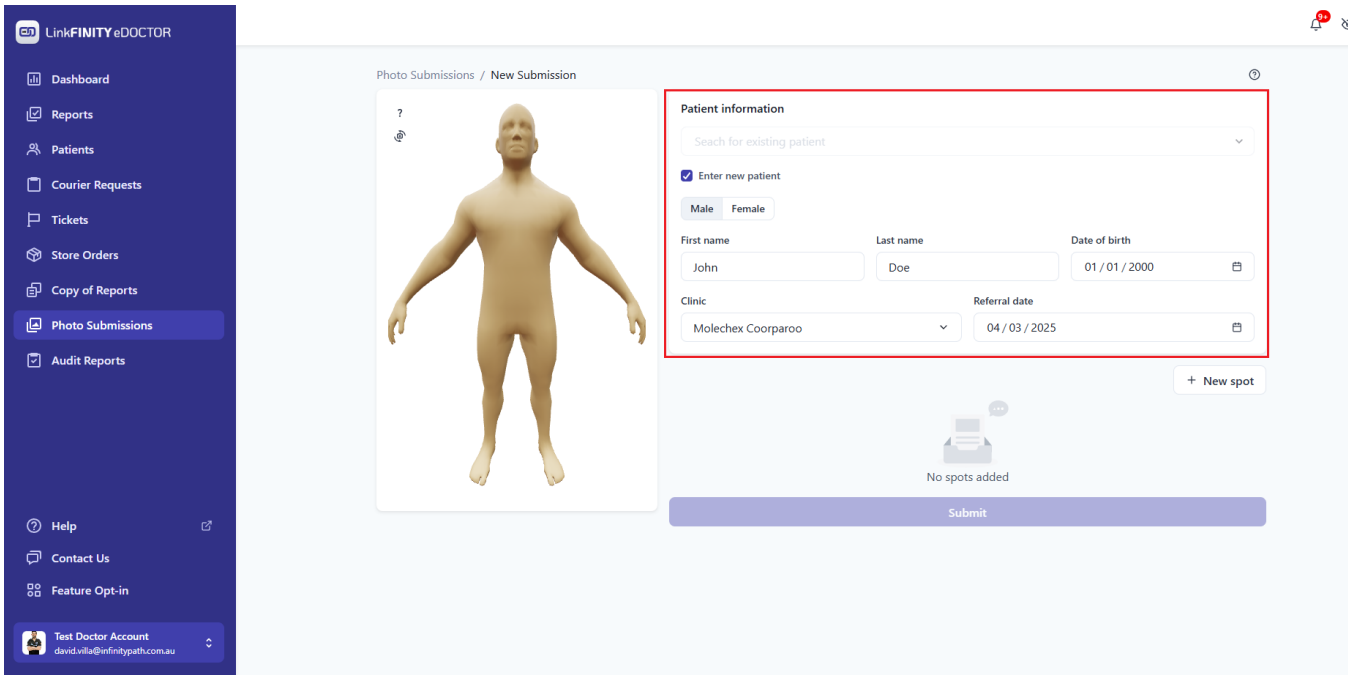 LinkFINITY eDOCTOR
Dashboard
Reports
Patients
Courier Requests
Tickets
Store Orders
Copy of Reports
Photo Submissions
Audit Reports
Help
Contact Us
Feature Opt-in
Test Doctor Account
david.villa@infinitypath.com.au
9+
Photo Submissions / New Submission
?
Patient information
Seach for existing patient
Enter new patient
Male Female
First name Last name Date of birth
John Doe 01 / 01 / 2000
Clinic Referral date
Molechex Coorparoo 04 / 03 / 2025
+ New spot
No spots added
Submit